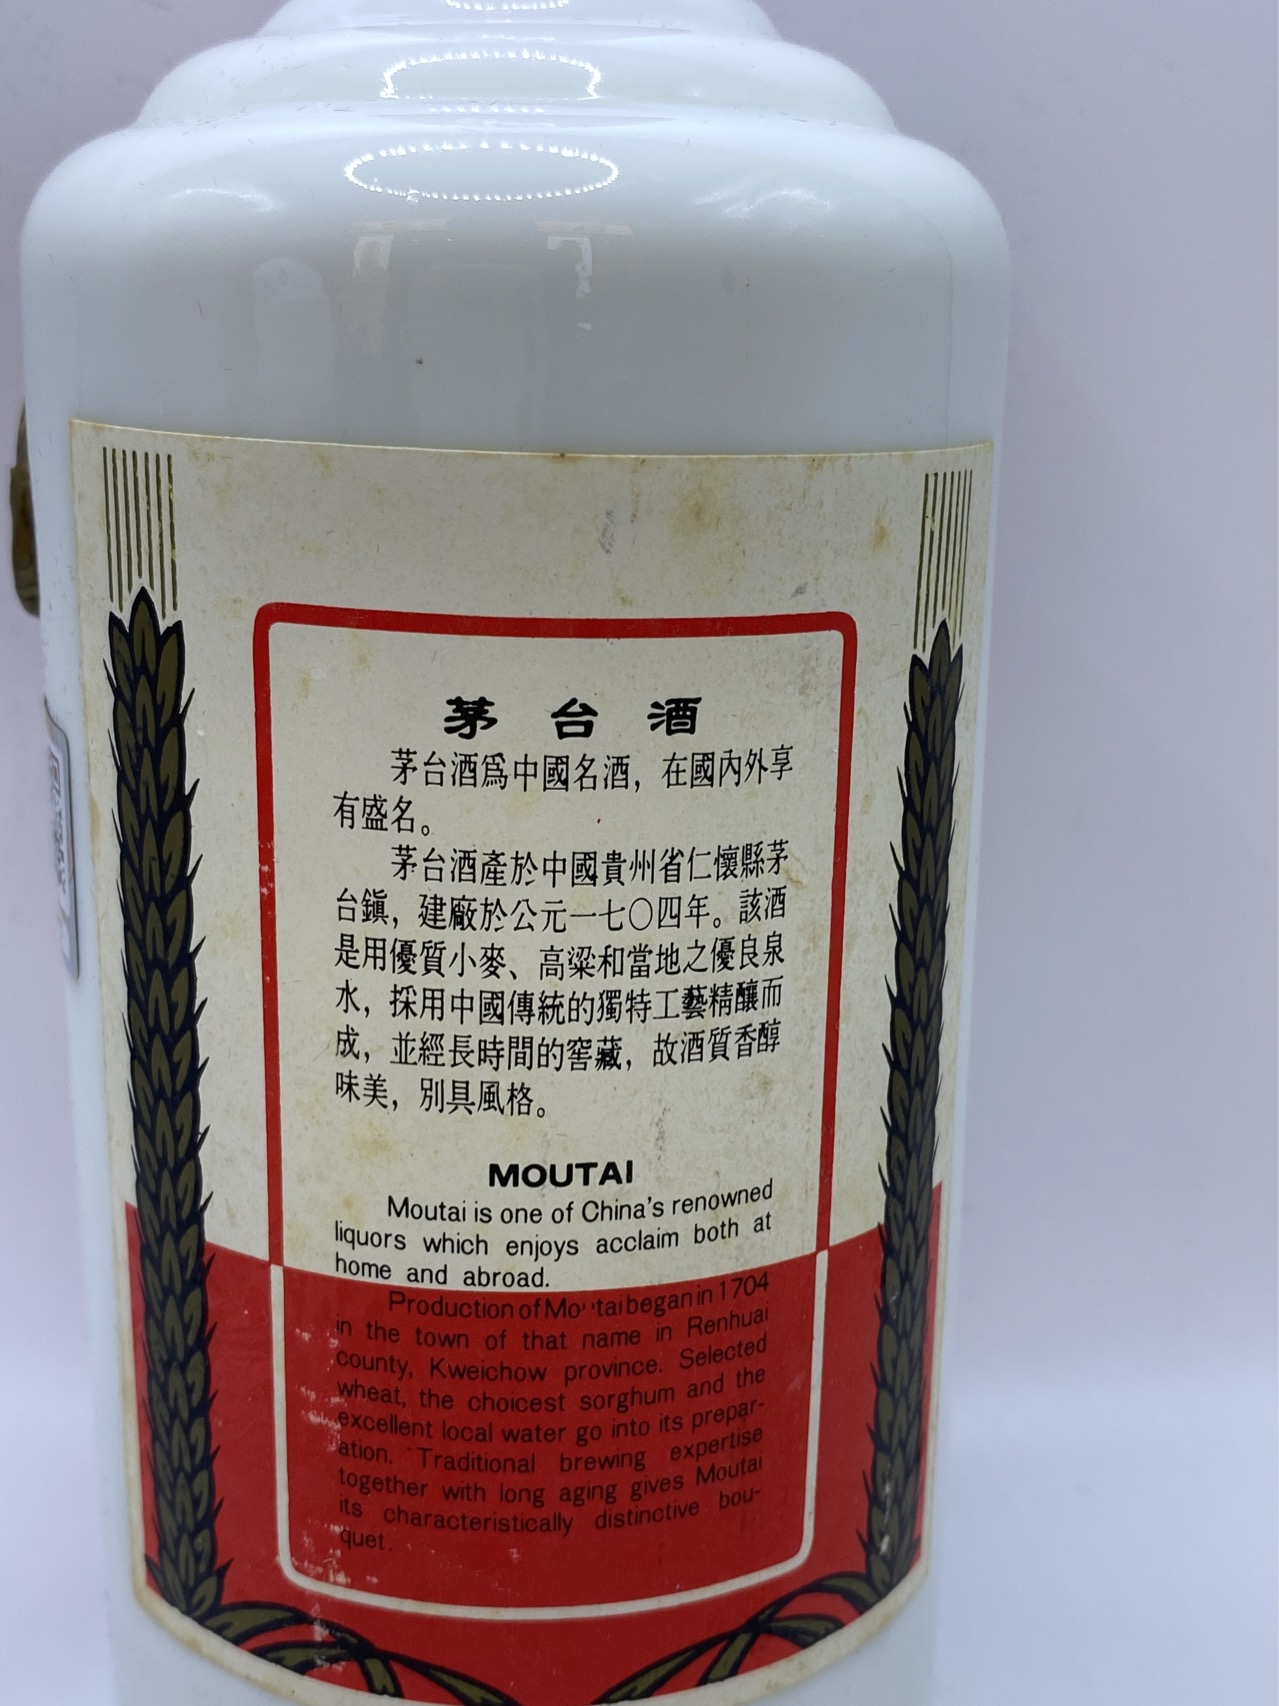 茅台酒
茅台酒爲中國名酒，在國內外享
有盛名。
茅台酒產於中國貴州省仁懷縣茅
台鎭，建廠於公元一七〇四年。該酒
是用優質小麥、高粱和當地之優良泉
水，採用中國傳統的獨特工藝精釀而
成，並經長時間的窖藏，故酒質香醇
味美，別具風格。
MOUTAI
Moutai is one of China's renowned
liquors which enjoys acclaim both at
home and abroad.
Production of Moutai began in 1704
in the town of that name in Renhuai
county, Kweichow province. Selected
wheat, the choicest sorghum and the
excellent local water go into its prepar-
ation. Traditional brewing expertise
together with long aging gives Moutai
its characteristically distinctive bou-
quet.